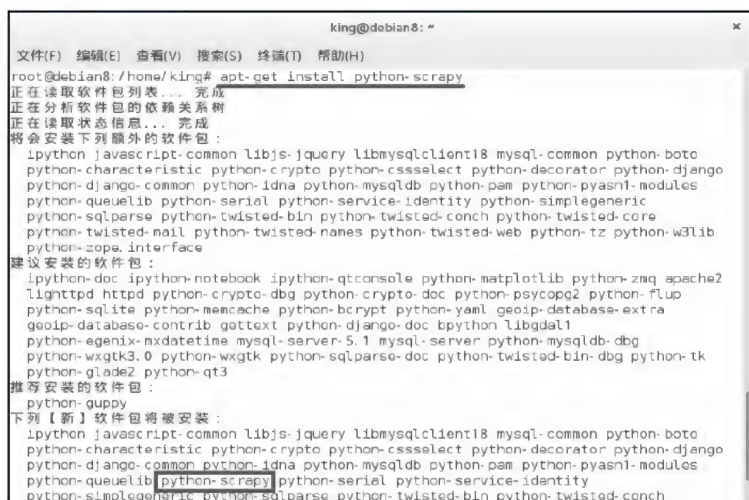 king@debian8: ~
×
文件(F) 编辑(E) 查看(V) 搜索(S) 终端(T) 帮助(H)
root@debian8:/home/king# apt-get install python-scrapy
正在读取软件包列表... 完成
正在分析软件包的依赖关系树
正在读取状态信息... 完成
将会安装下列额外的软件包：
ipython javascript-common libjs-jquery libmysqlclient18 mysql-common python-boto
python-characteristic python-crypto python-cssselect python-decorator python-django
python-django-common python-idna python-mysqldb python-pam python-pyasn1-modules
python-queuelib python-serial python-service-identity python-simplegeneric
python-sqlparse python-twisted-bin python-twisted-conch python-twisted-core
python-twisted-mail python-twisted-names python-twisted-web python-tz python-w3lib
python-zope.interface
建议安装的软件包：
ipython-doc ipython-notebook ipython-qtconsole python-matplotlib python-zmq apache2
lighttpd httpd python-crypto-dbg python-crypto-doc python-psycopg2 python-flup
python-sqlite python-memcache python-bcrypt python-yaml geoip-database-extra
geoip-database-contrib gettext python-django-doc bpython libgdal1
python-egenix-mxdatetime mysql-server-5.1 mysql-server python-mysqldb-dbg
python-wxgtk3.0 python-wxgtk python-sqlparse-doc python-twisted-bin-dbg python-tk
python-glade2 python-qt3
推荐安装的软件包：
python-guppy
下列【新】软件包将被安装：
ipython javascript-common libjs-jquery libmysqlclient18 mysql-common python-boto
python-characteristic python-crypto python-cssselect python-decorator python-django
python-django-common python-idna python-mysqldb python-pam python-pyasn1-modules
python-queuelib python-scrapy python-serial python-service-identity
python-simplegeneric python-sqlparse python-twisted-bin python-twisted-conch